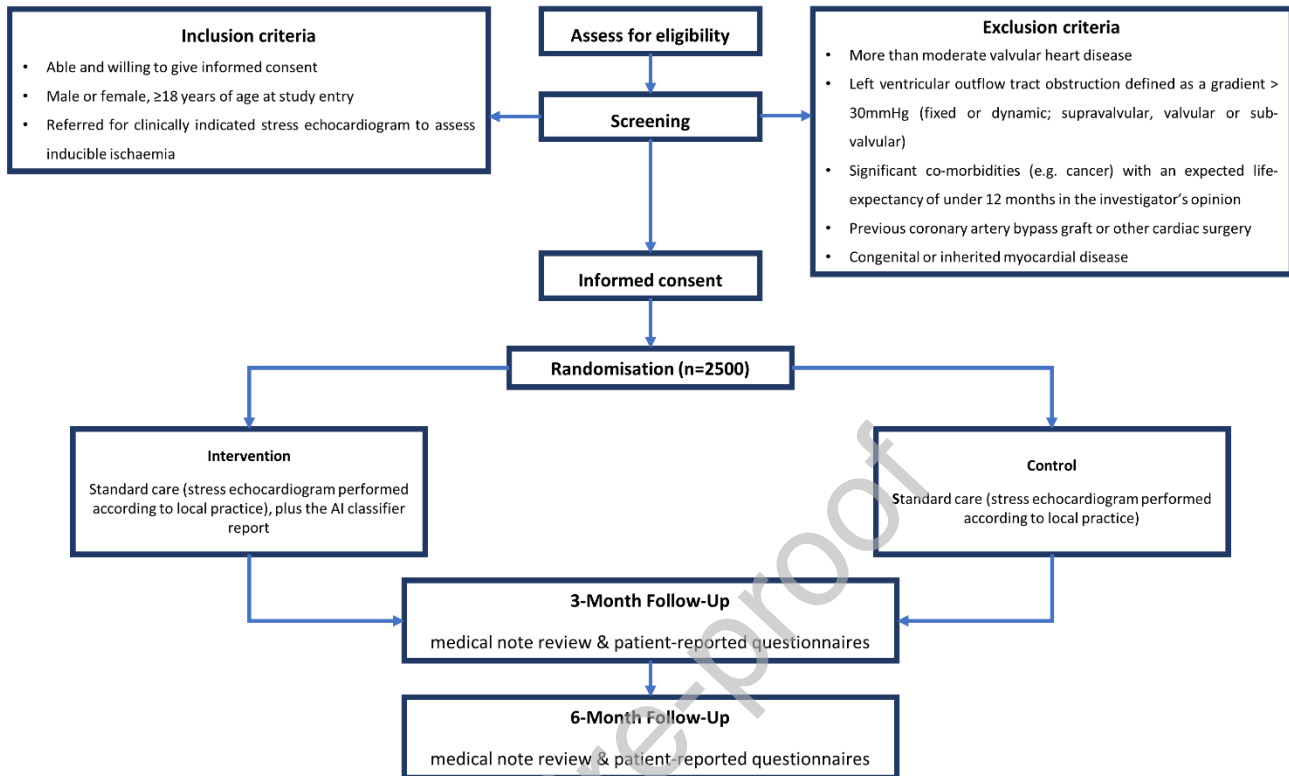 Assess for eligibility
Inclusion criteria
• Able and willing to give informed consent
• Male or female, ≥18 years of age at study entry
• Referred for clinically indicated stress echocardiogram to assess
inducible ischaemia
Screening
Exclusion criteria
• More than moderate valvular heart disease
• Left ventricular outflow tract obstruction defined as a gradient >
30mmHg (fixed or dynamic; supravalvular, valvular or sub-
valvular)
• Significant co-morbidities (e.g. cancer) with an expected life-
expectancy of under 12 months in the investigator's opinion
• Previous coronary artery bypass graft or other cardiac surgery
• Congenital or inherited myocardial disease
Informed consent
Randomisation (n=2500)
Intervention
Standard care (stress echocardiogram performed
according to local practice), plus the AI classifier
report
Control
Standard care (stress echocardiogram performed
according to local practice)
3-Month Follow-Up
medical note review & patient-reported questionnaires
6-Month Follow-Up
medical note review & patient-reported questionnaires
re-proof